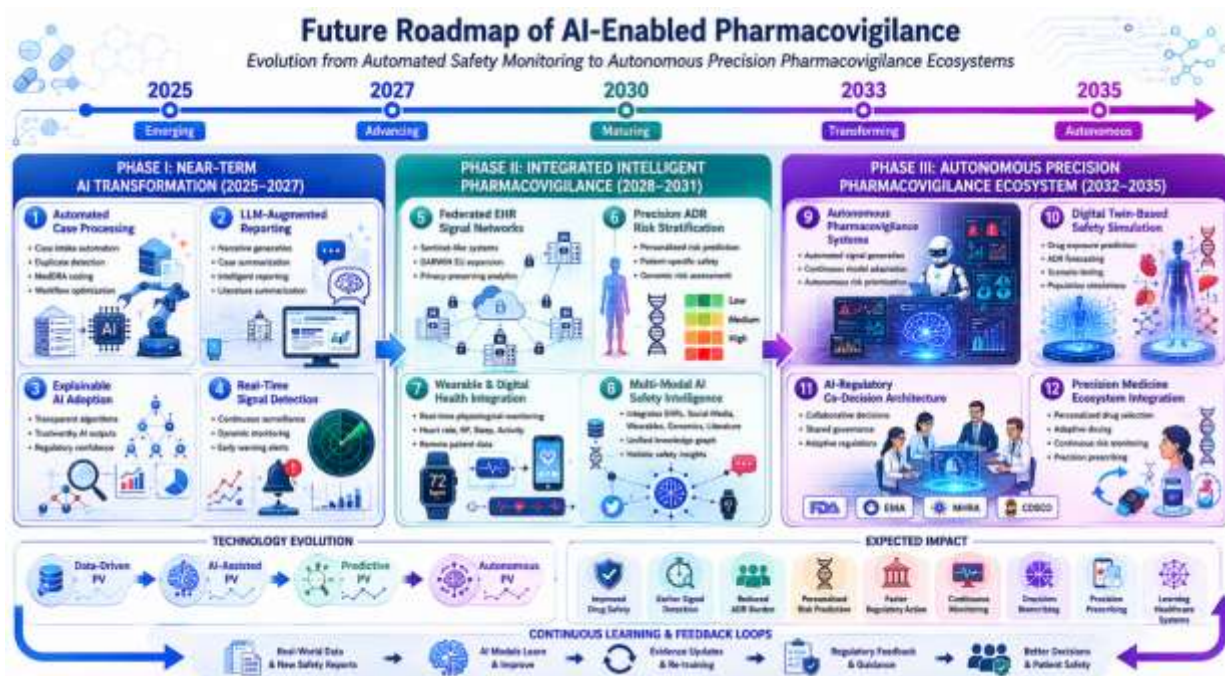 Future Roadmap of AI-Enabled Pharmacovigilance
Evolution from Automated Safety Monitoring to Autonomous Precision Pharmacovigilance Ecosystems
2025
2027
2030
2033
2035
Emerging
Advancing
Maturing
Transforming
Autonomous
PHASE I: NEAR-TERM
AI TRANSFORMATION (2025–2027)
1 Automated
Case Processing
• Case intake automation
• Duplicate detection
• MedDRA coding
• Workflow optimization
AI
2 LLM-Augmented
Reporting
• Narrative generation
• Case summarization
• Intelligent reporting
• Literature summarization
3 Explainable
AI Adoption
• Transparent algorithms
• Trustworthy AI outputs
• Regulatory confidence
4 Real-Time
Signal Detection
• Continuous surveillance
• Dynamic monitoring
• Early warning alerts
PHASE II: INTEGRATED INTELLIGENT
PHARMACOVIGILANCE (2028–2031)
5 Federated EHR
Signal Networks
• Sentinel-like systems
• DARWIN EU expansion
• Privacy-preserving analytics
6 Precision ADR
Risk Stratification
• Personalized risk prediction
• Patient-specific safety
• Genomic risk assessment
Low
Medium
High
7 Wearable & Digital
Health Integration
• Real-time physiological monitoring
• Heart rate, BP, Sleep, Activity
• Remote patient data
72
8 Multi-Modal AI
Safety Intelligence
• Integrates EHRs, Social Media,
Wearables, Genomics, Literature
• Unified knowledge graph
• Holistic safety insights
PHASE III: AUTONOMOUS PRECISION
PHARMACOVIGILANCE ECOSYSTEM (2032–2035)
9 Autonomous
Pharmacovigilance
Systems
• Automated signal generation
• Continuous model adaptation
• Autonomous risk prioritization
10 Digital Twin-Based
Safety Simulation
• Drug exposure prediction
• ADR forecasting
• Scenario testing
• Population simulations
11 AI-Regulatory
Co-Decision Architecture
• Collaborative decisions
• Shared governance
• Adaptive regulations
FDA
EMA
MHRA
CDSCO
12 Precision Medicine
Ecosystem Integration
• Personalized drug selection
• Adaptive dosing
• Continuous risk monitoring
• Precision prescribing
TECHNOLOGY EVOLUTION
Data-Driven
PV
AI-Assisted
PV
Predictive
PV
Autonomous
PV
EXPECTED IMPACT
Improved
Drug Safety
Earlier Signal
Detection
Reduced
ADR Burden
Personalized
Risk Prediction
Faster
Regulatory Action
Continuous
Monitoring
Decision
Precision
Prescribing
Learning
Healthcare
Systems
CONTINUOUS LEARNING & FEEDBACK LOOPS
Real-World Data
& New Safety Reports
AI Models Learn
& Improve
Evidence Updates
& Re-training
Regulatory Feedback
& Guidance
Better Decisions
& Patient Safety